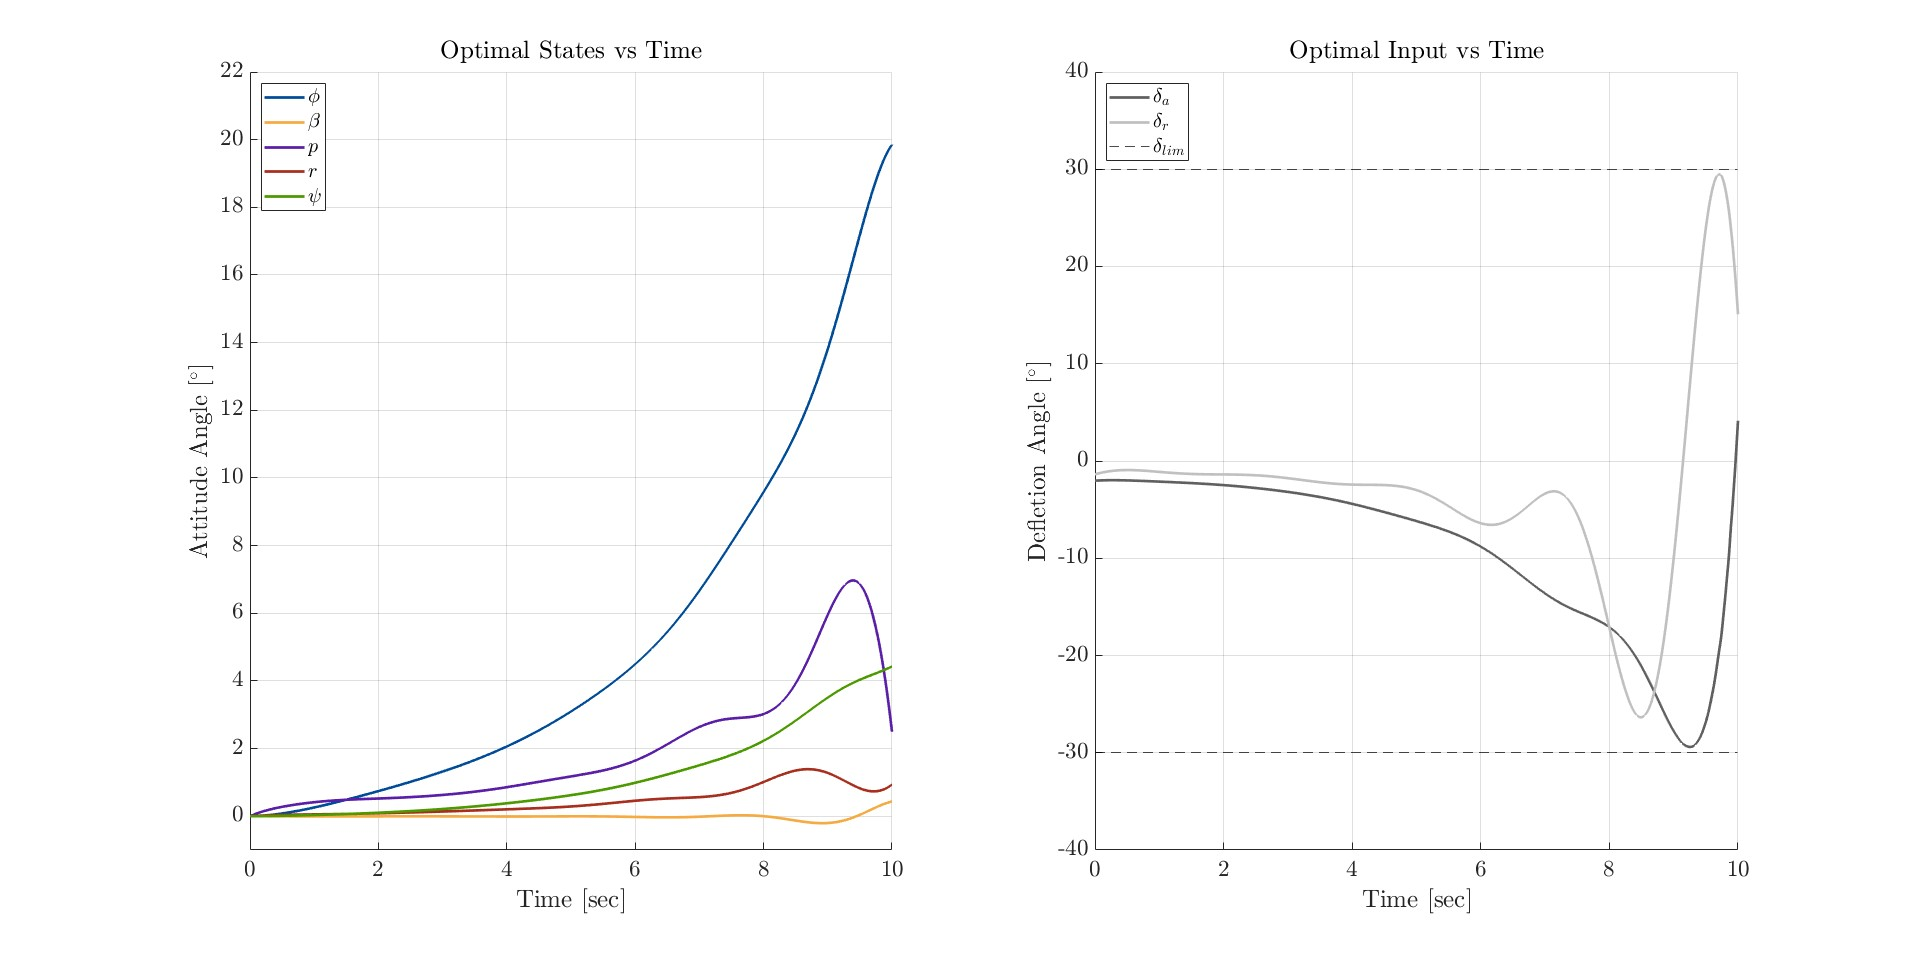 Optimal States vs Time
22
20
18
16
14
12
10
8
6
4
2
0
0 2 4 6 8 10
Attitude Angle [°]
Time [sec]
ϕ
β
p
r
ψ
Optimal Input vs Time
40
30
20
10
0
-10
-20
-30
-40
0 2 4 6 8 10
Defletion Angle [°]
Time [sec]
δa
δr
δlim